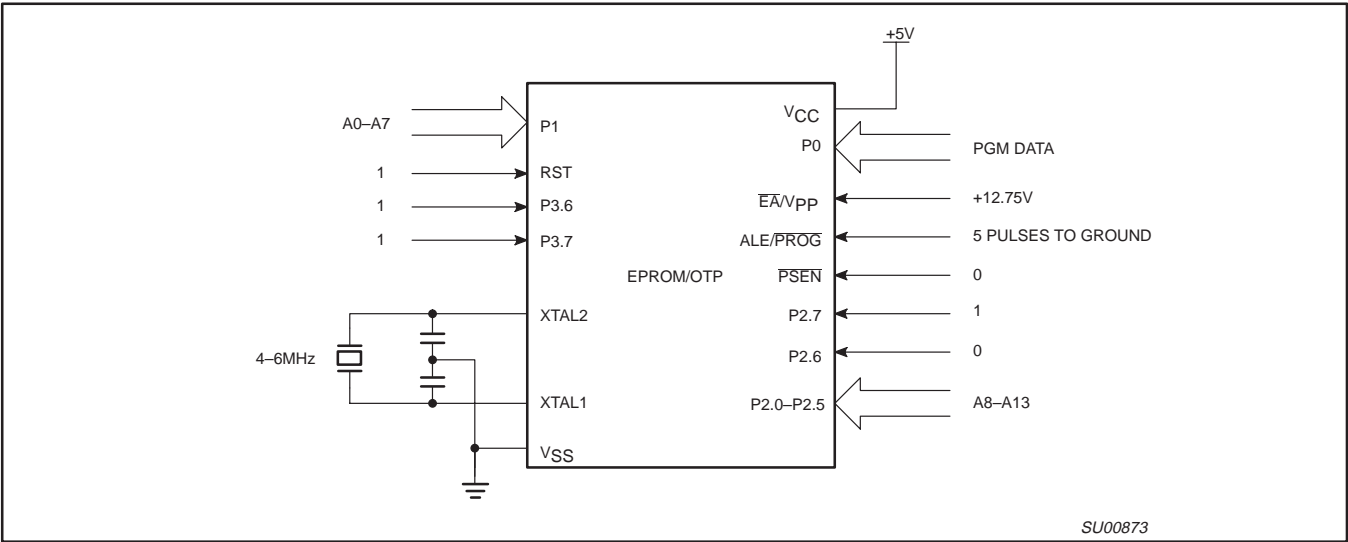 +5V
A0–A7
P1
VCC
P0
PGM DATA
1
RST
1
P3.6
EA/VPP
+12.75V
1
P3.7
ALE/PROG
5 PULSES TO GROUND
EPROM/OTP
PSEN
0
XTAL2
P2.7
1
4–6MHz
P2.6
0
XTAL1
P2.0–P2.5
A8–A13
VSS
SU00873